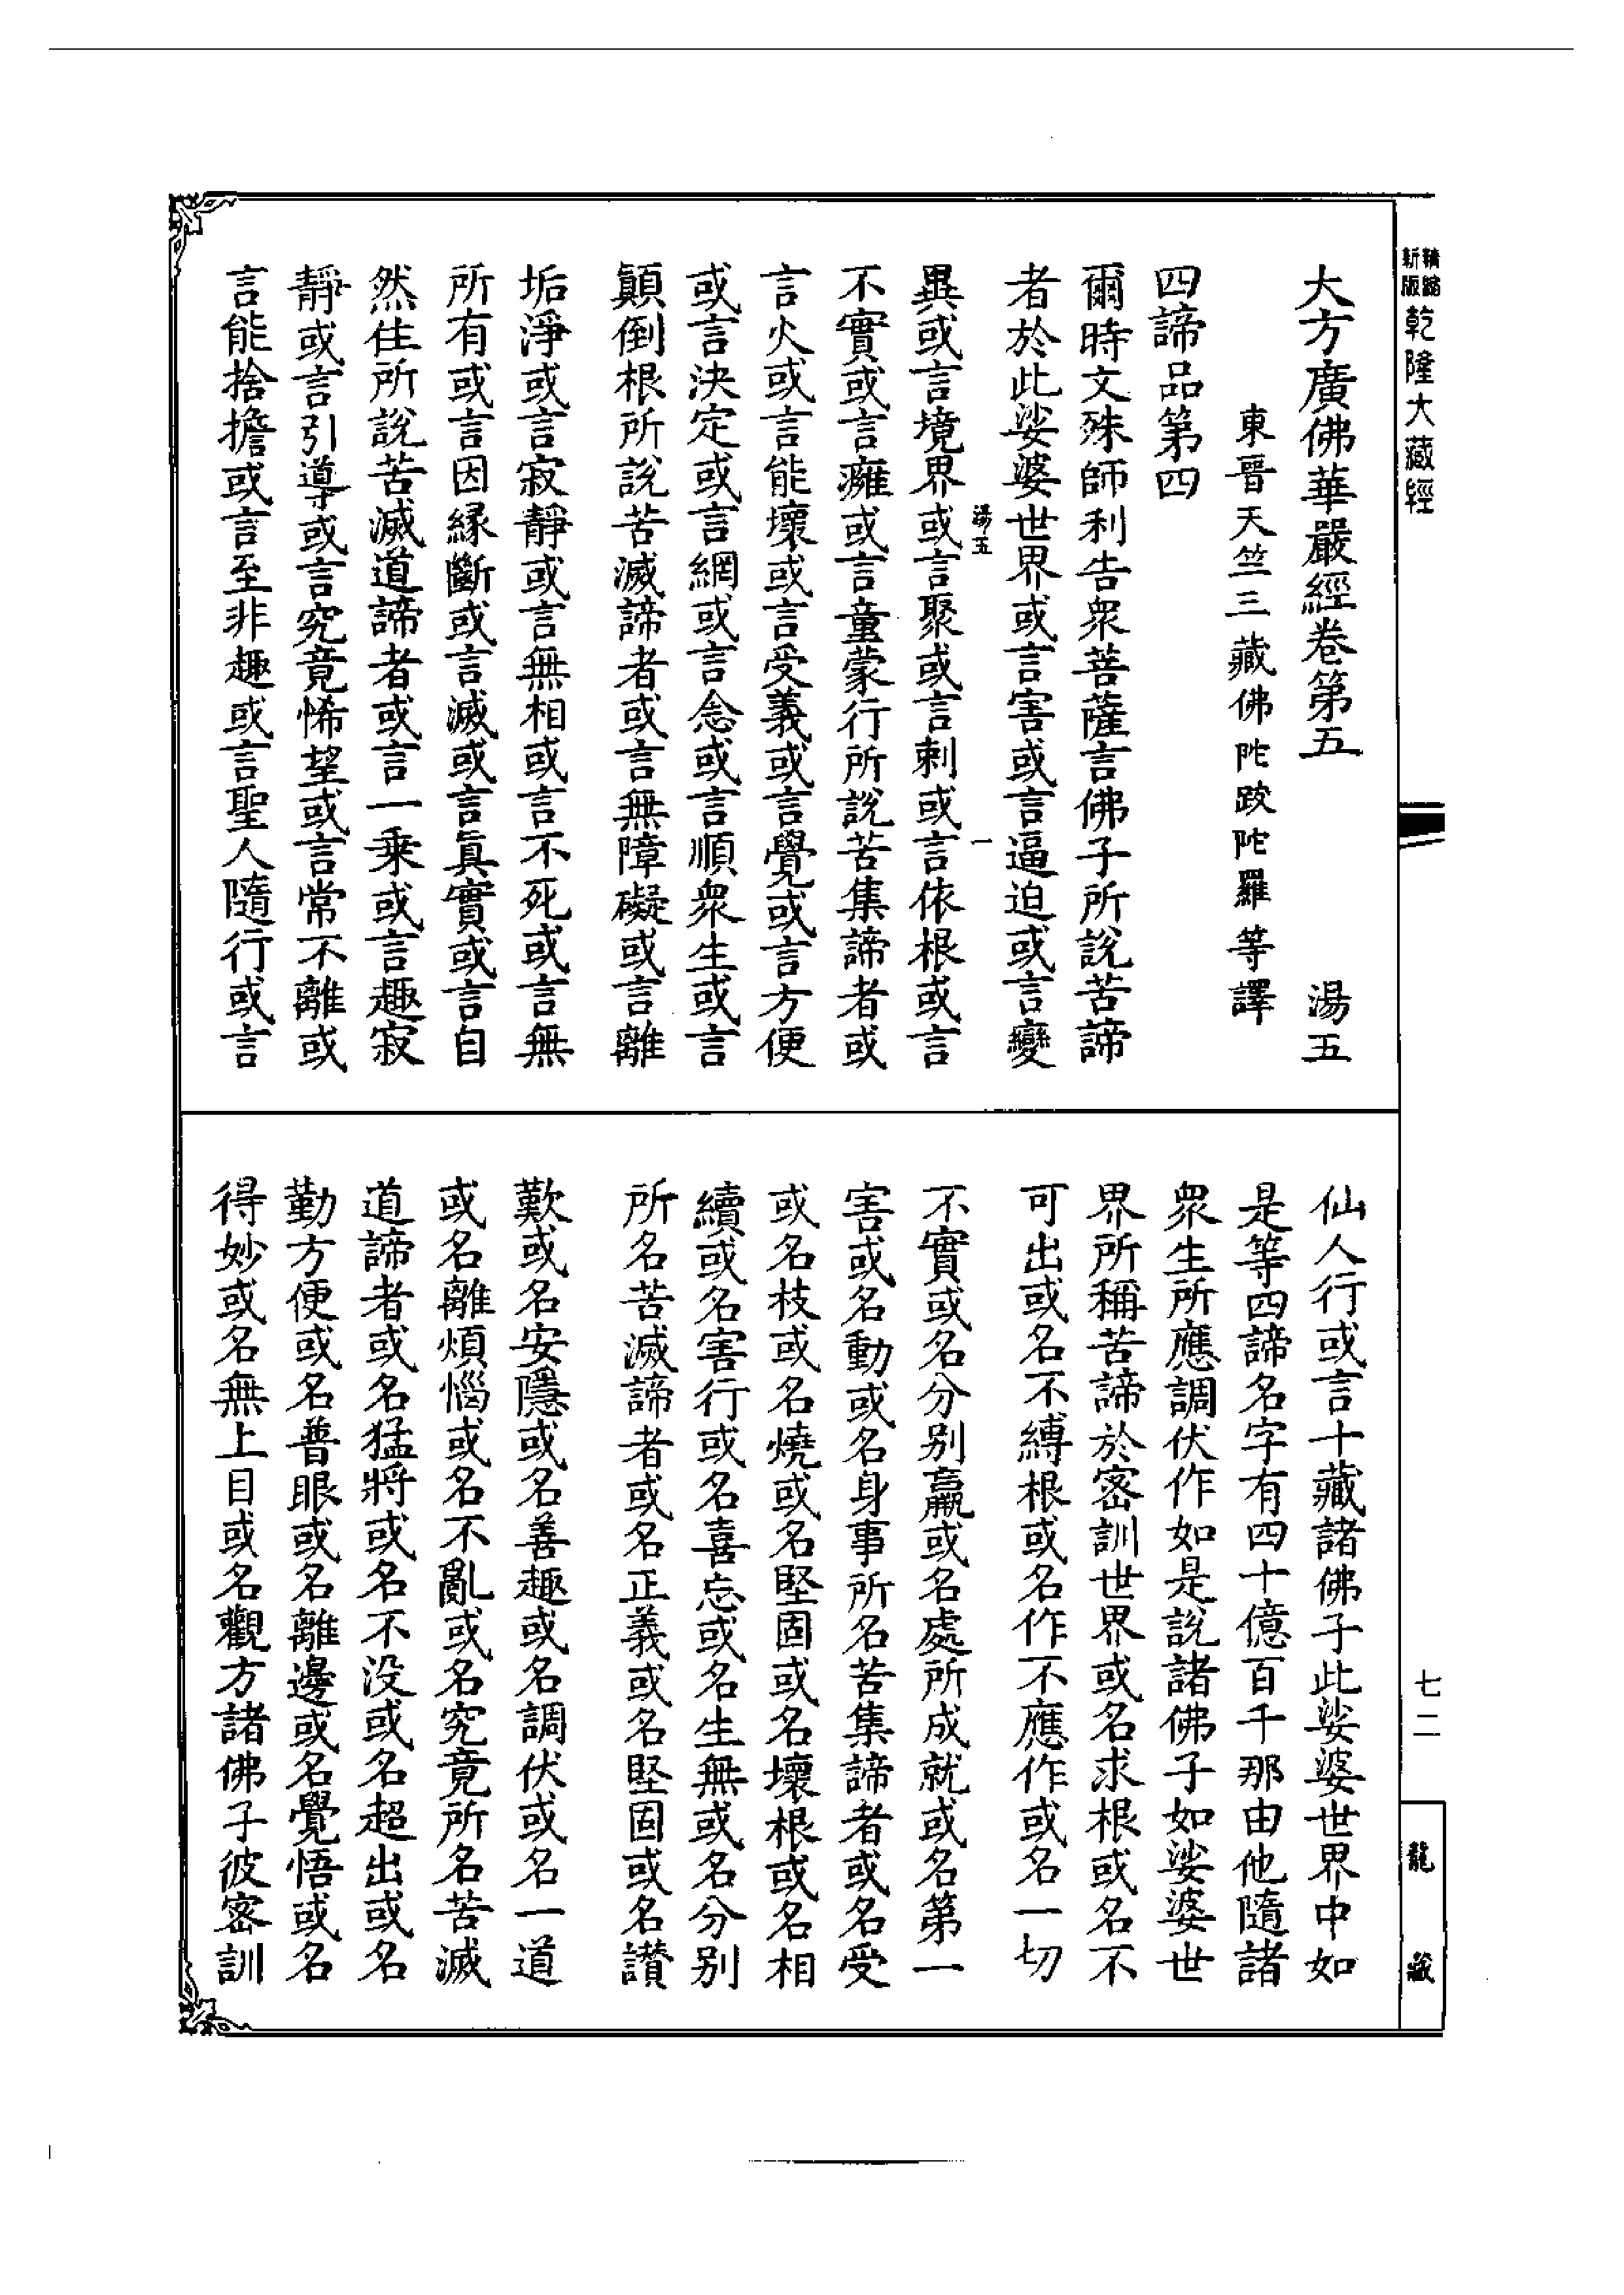 精縮新版乾隆大藏經
大方廣佛華嚴經卷第五 湯五
東晉天竺三藏佛陀跋陀羅等譯
四諦品第四
爾時文殊師利告眾菩薩言佛子所說苦諦
者於此娑婆世界或言害或言逼迫或言變
湯五 一
異或言境界或言聚或言刺或言依根或言
不實或言癰或言童蒙行所說苦集諦者或
言火或言能壞或言受義或言覺或言方便
或言決定或言網或言念或言順眾生或言
顛倒根所說苦滅諦者或言無障礙或言離
垢淨或言寂靜或言無相或言不死或言無
所有或言因緣斷或言滅或言真實或言自
然住所說苦滅道諦者或言一乘或言趣寂
靜或言引導或言究竟悕望或言常不離或
言能捨擔或言至非趣或言聖人隨行或言
仙人行或言十藏諸佛子此娑婆世界中如
是等四諦名字有四十億百千那由他隨諸
眾生所應調伏作如是說諸佛子如娑婆世
界所稱苦諦於密訓世界或名求根或名不
可出或名不縛根或名作不應作或名一切
不實或名分別羸或名處所成就或名第一
害或名動或名身事所名苦集諦者或名受
或名枝或名燒或名堅固或名壞根或名相
續或名害行或名喜忘或名生無或名分別
所名苦滅諦者或名正義或名堅固或名讚
歎或名安隱或名善趣或名調伏或名一道
或名離煩惱或名不亂或名究竟所名苦滅
道諦者或名猛將或名不沒或名超出或名
勤方便或名普眼或名離邊或名覺悟或名
得妙或名無上目或名觀方諸佛子彼密訓
七二
龍藏